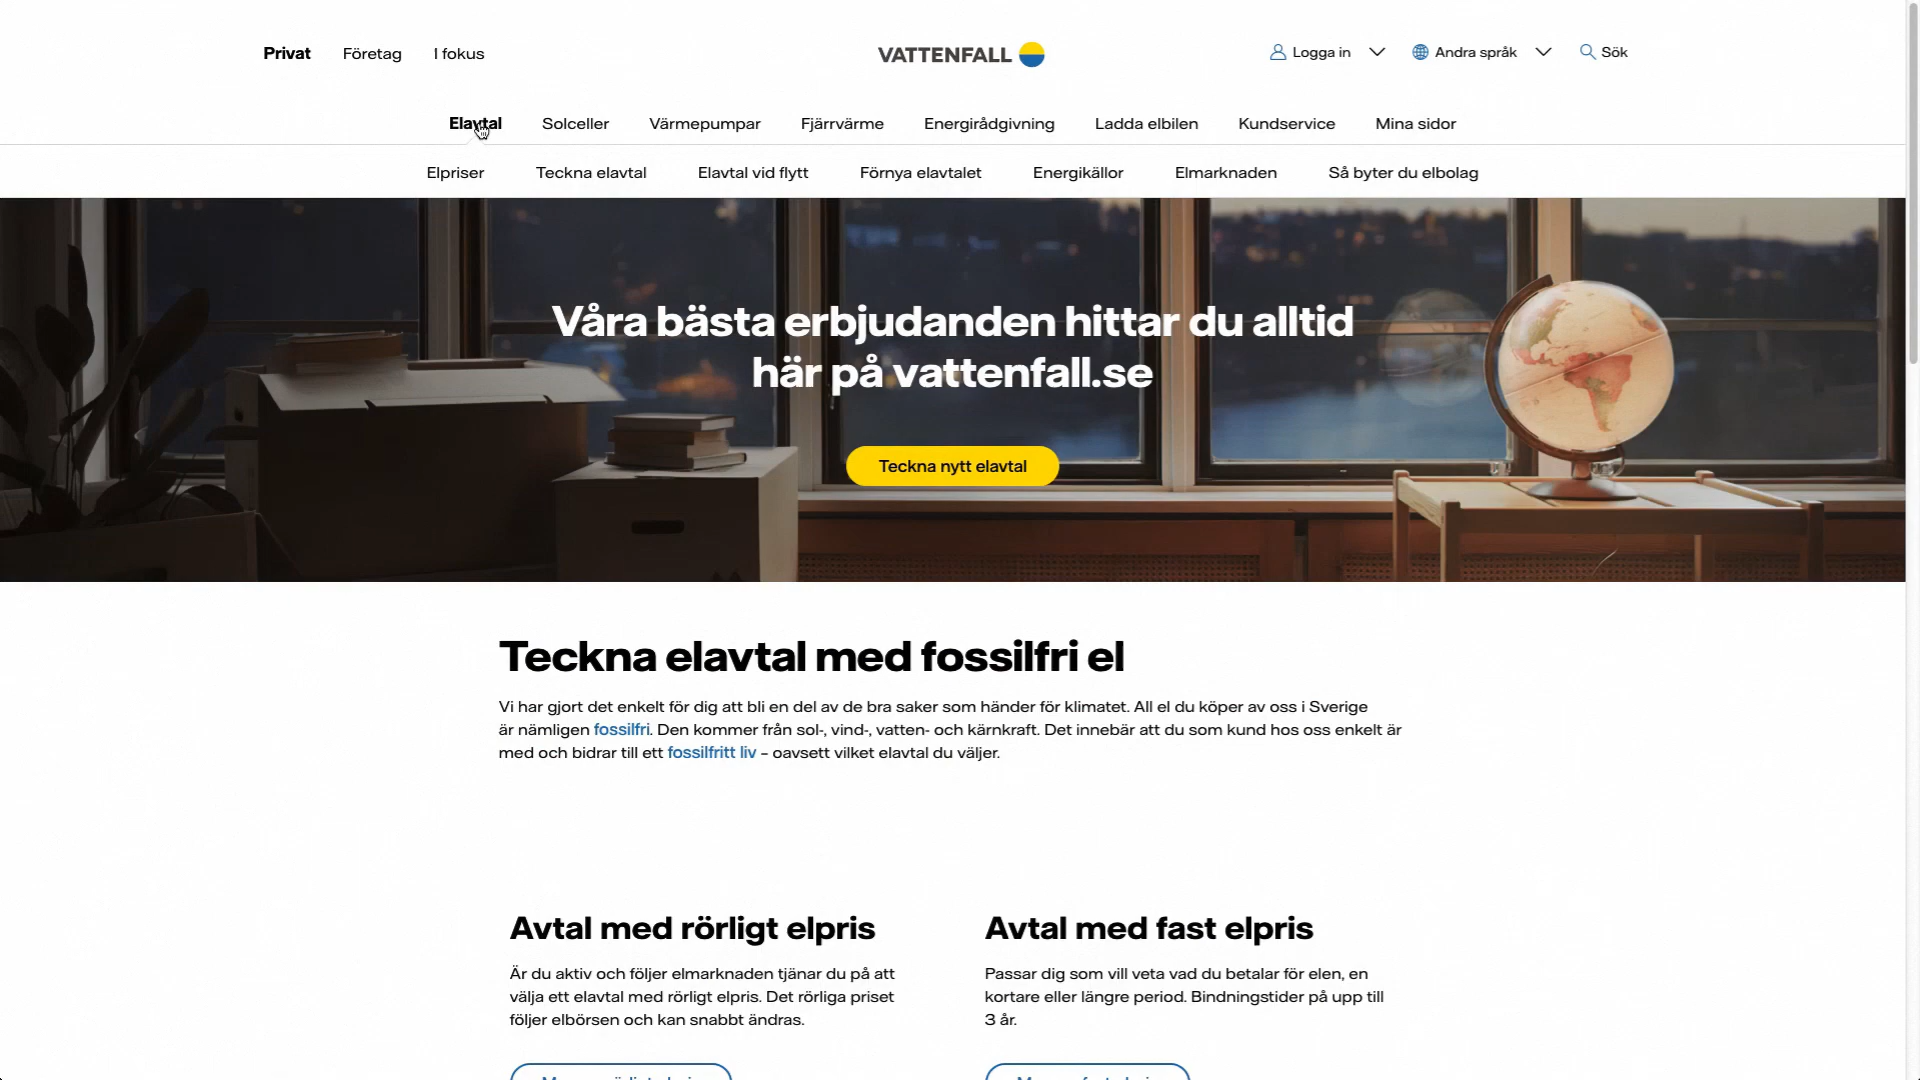 Privat Företag I fokus VATTENFALL Logga in Andra språk Sök
Elavtal Solceller Värmepumpar Fjärrvärme Energirådgivning Ladda elbilen Kundservice Mina sidor
Elpriser Teckna elavtal Elavtal vid flytt Förnya elavtalet Energikällor Elmarknaden Så byter du elbolag
Våra bästa erbjudanden hittar du alltid
här på vattenfall.se
Teckna nytt elavtal
Teckna elavtal med fossilfri el
Vi har gjort det enkelt för dig att bli en del av de bra saker som händer för klimatet. All el du köper av oss i Sverige
är nämligen fossilfri. Den kommer från sol-, vind-, vatten- och kärnkraft. Det innebär att du som kund hos oss enkelt är
med och bidrar till ett fossilfritt liv – oavsett vilket elavtal du väljer.
Avtal med rörligt elpris
Är du aktiv och följer elmarknaden tjänar du på att
välja ett elavtal med rörligt elpris. Det rörliga priset
följer elbörsen och kan snabbt ändras.
Avtal med fast elpris
Passar dig som vill veta vad du betalar för elen, en
kortare eller längre period. Bindningstider på upp till
3 år.